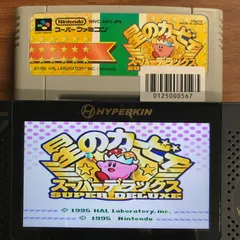 Nintendo SHVC-AKFJ-JPN
スーパーファミコン
星のカービィ
スーパーデラックス
0125000567
HYPERKIN
星のカービィ
スーパーデラックス
SUPER DELUXE
© 1995 HAL Laboratory, Inc.
© 1995 Nintendo